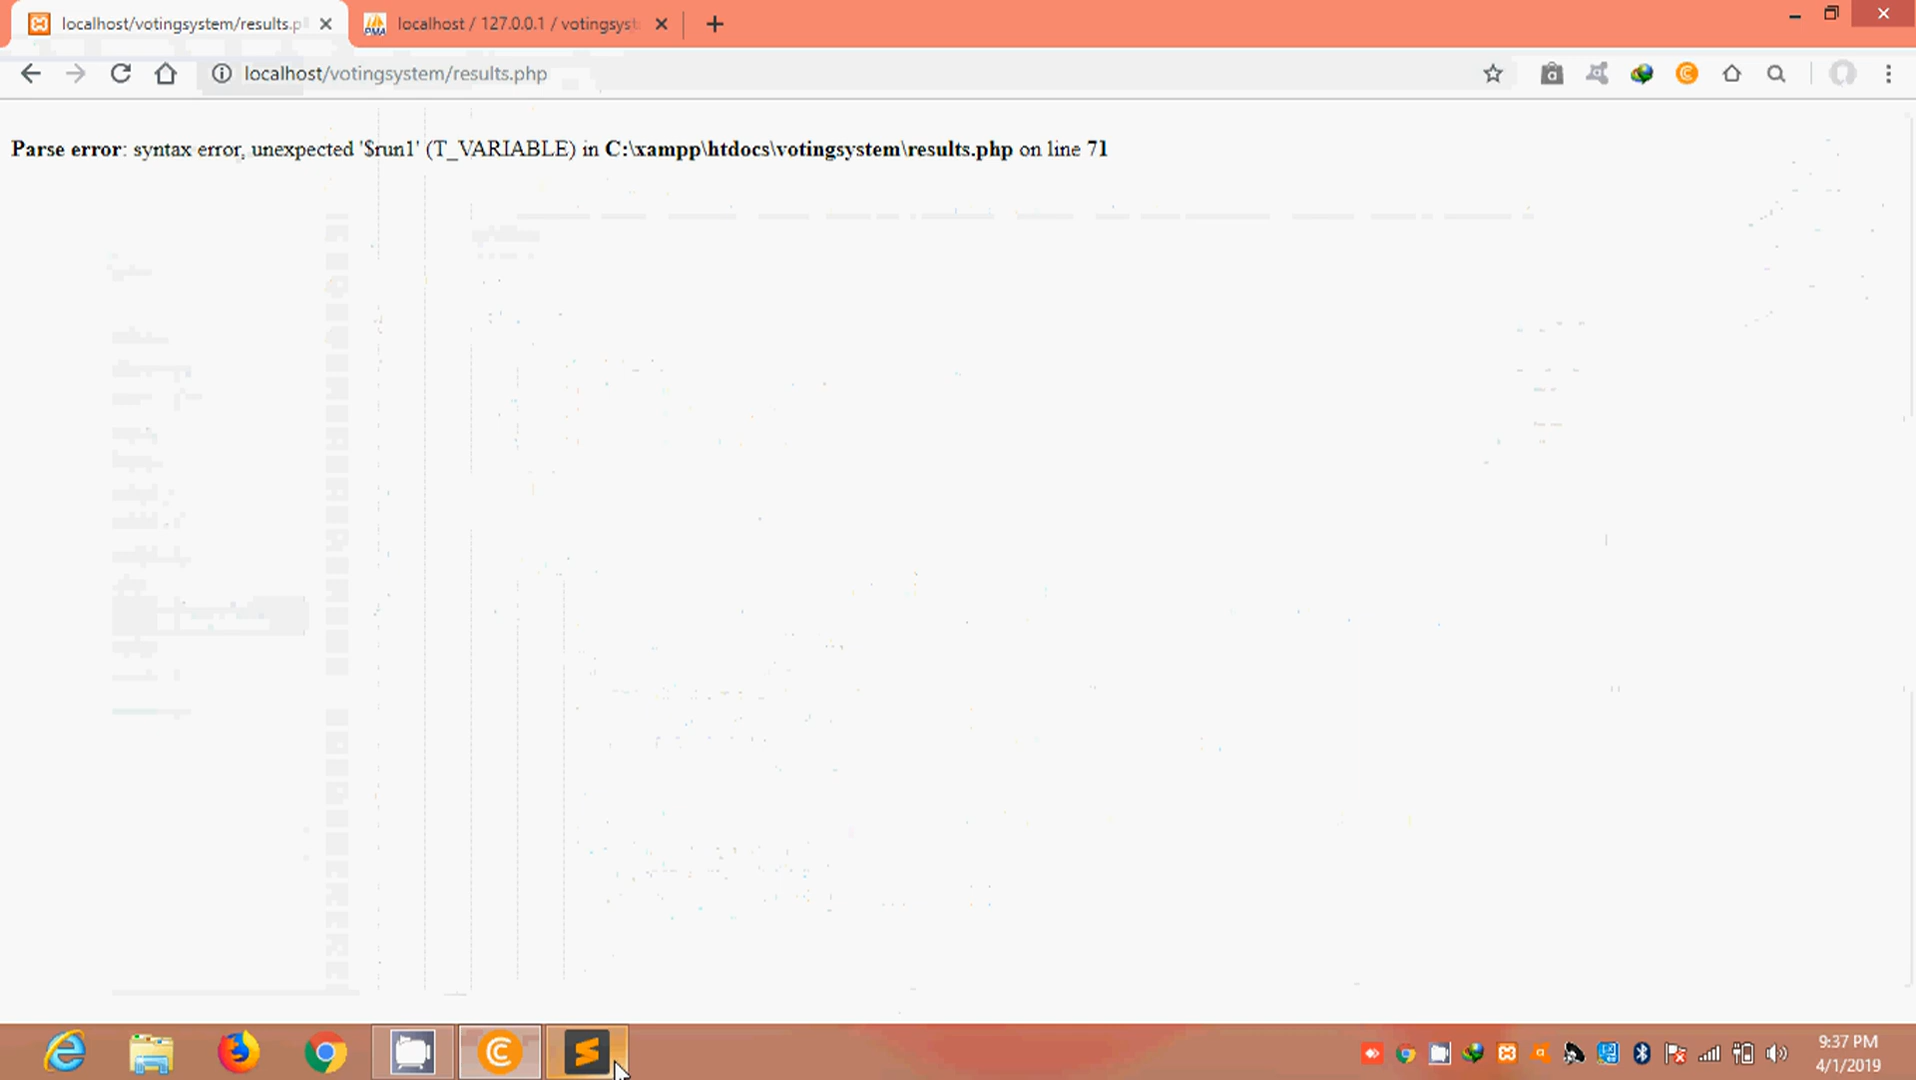 localhost/votingsystem/results.p
localhost / 127.0.0.1 / votingsyst
localhost/votingsystem/results.php
Parse error: syntax error, unexpected '$run1' (T_VARIABLE) in C:\xampp\htdocs\votingsystem\results.php on line 71
9:37 PM
4/1/2019